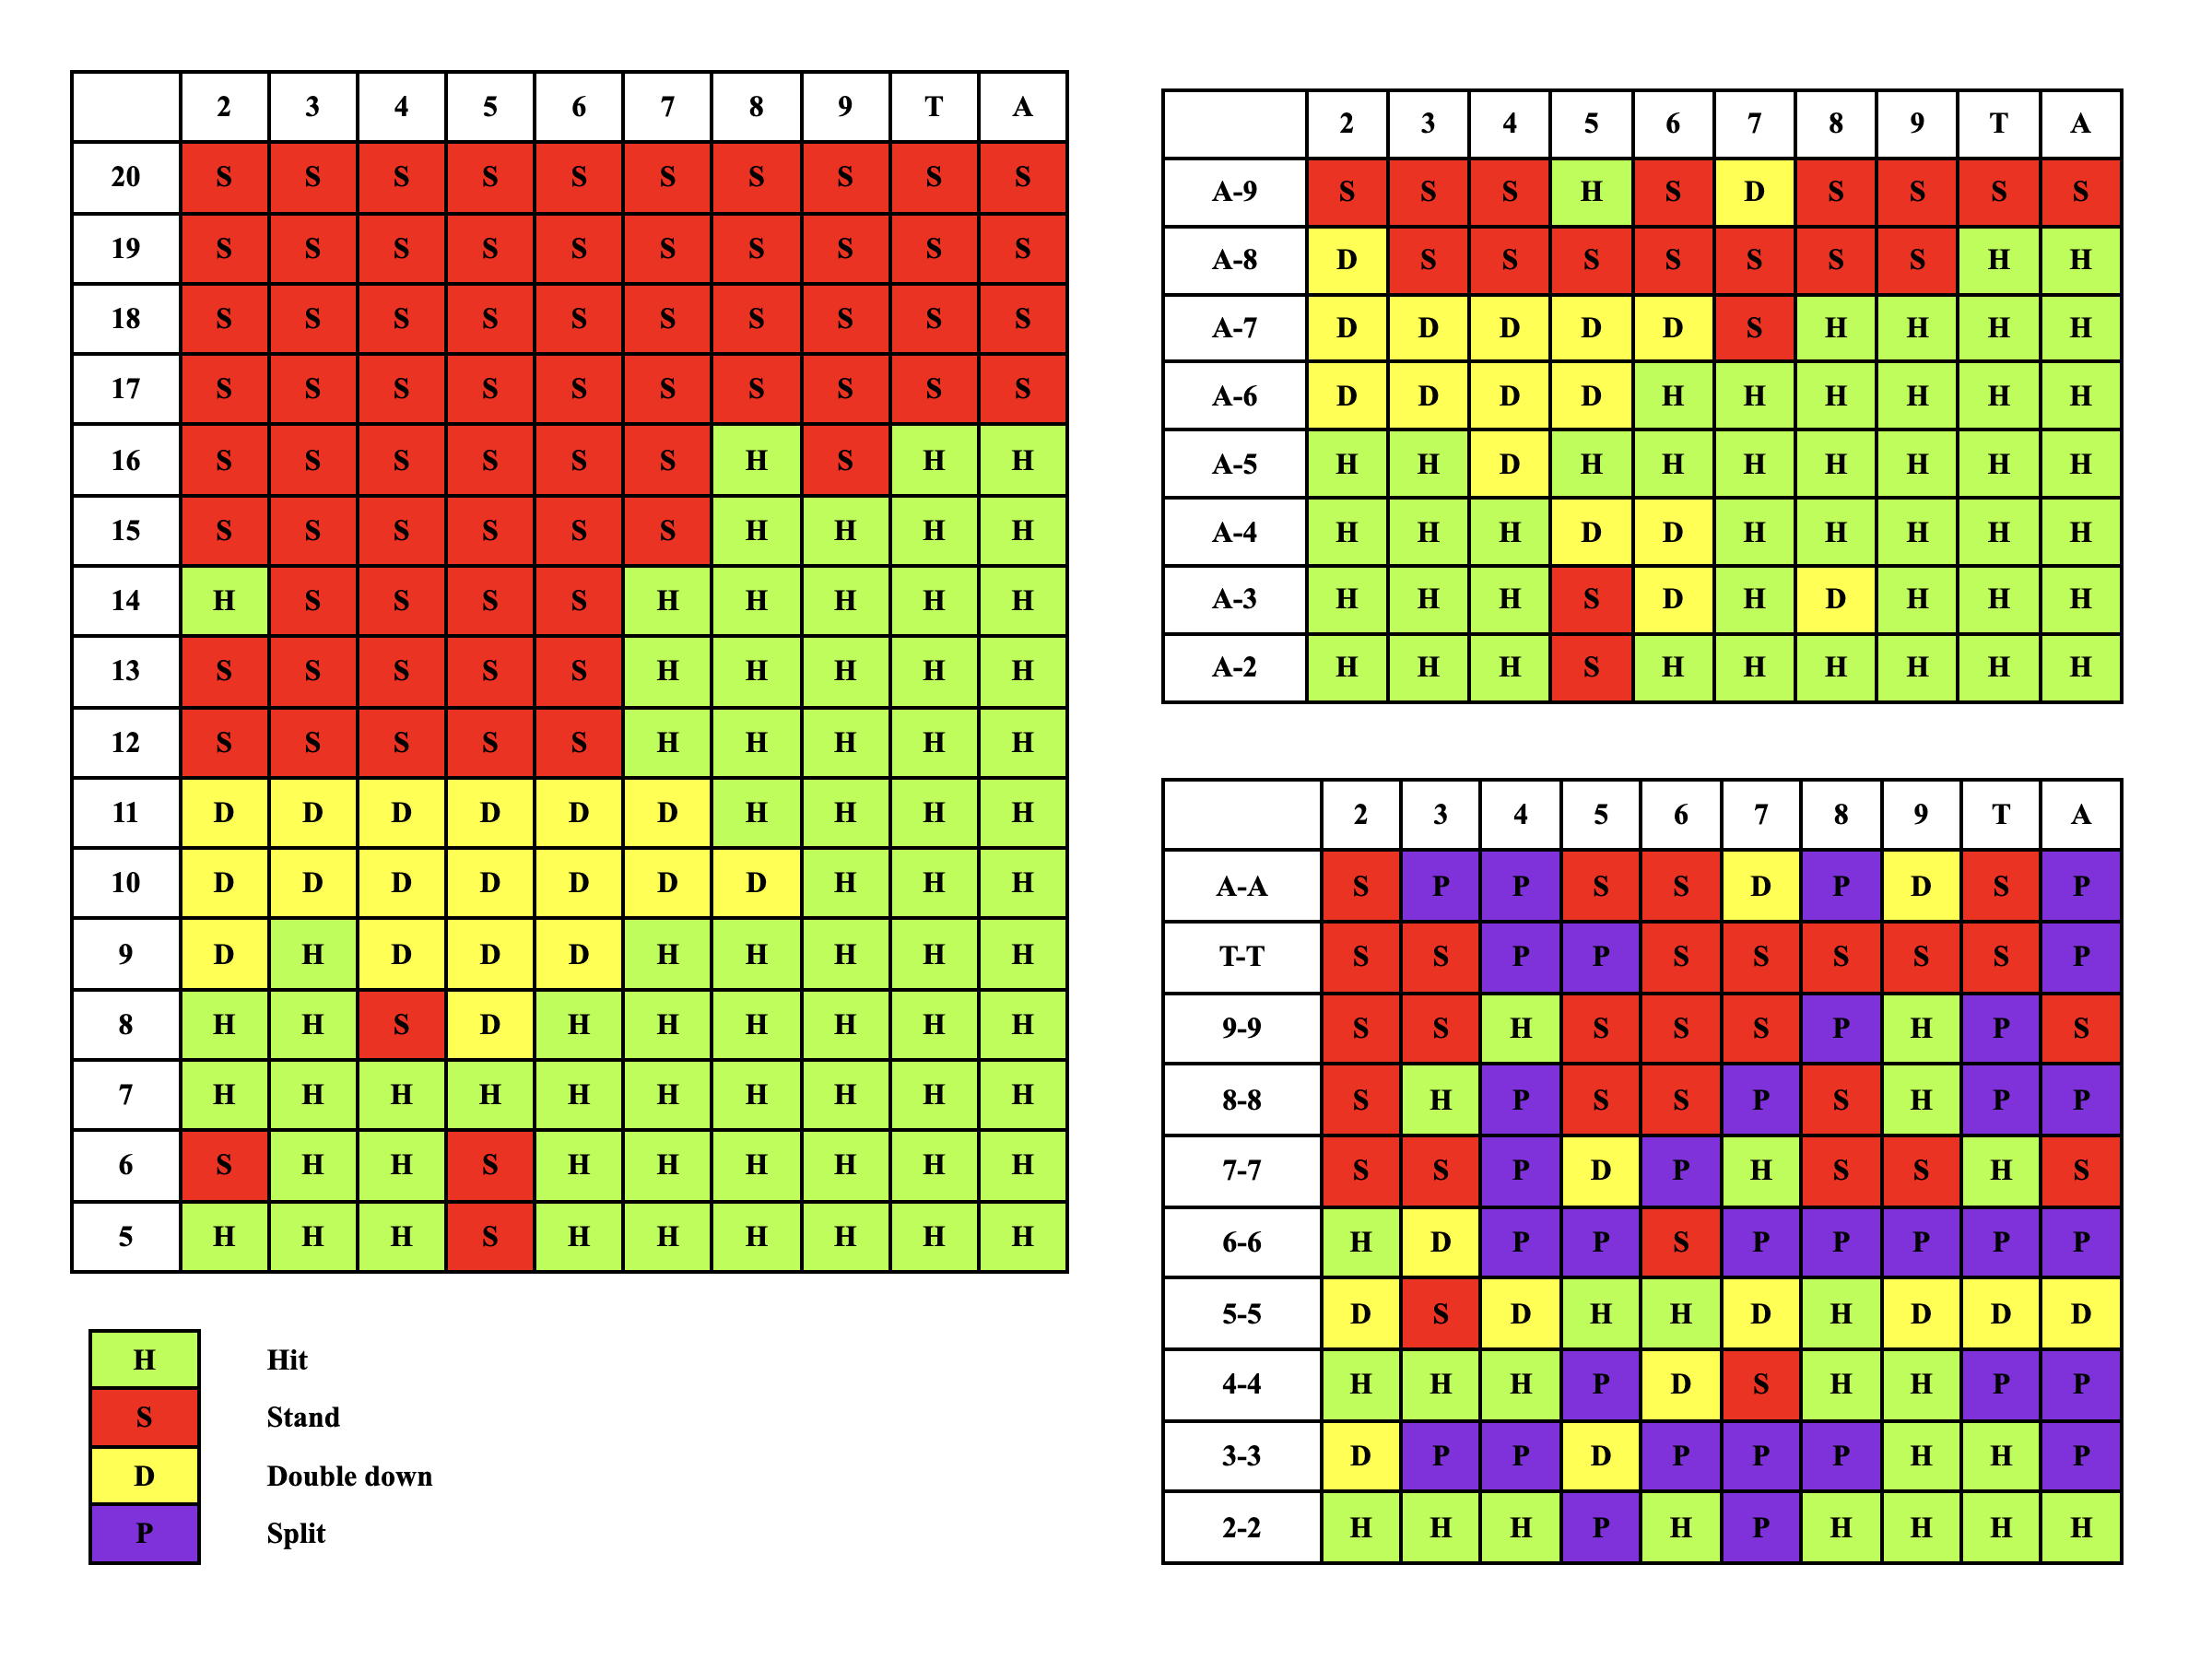 2 3 4 5 6 7 8 9 T A
20 S S S S S S S S S S
19 S S S S S S S S S S
18 S S S S S S S S S S
17 S S S S S S S S S S
16 S S S S S S H S H H
15 S S S S S S H H H H
14 H S S S S H H H H H
13 S S S S S H H H H H
12 S S S S S H H H H H
11 D D D D D D H H H H
10 D D D D D D D H H H
9 D H D D D H H H H H
8 H H S D H H H H H H
7 H H H H H H H H H H
6 S H H S H H H H H H
5 H H H S H H H H H H
H Hit
S Stand
D Double down
P Split
2 3 4 5 6 7 8 9 T A
A-9 S S S H S D S S S S
A-8 D S S S S S S S H H
A-7 D D D D D S H H H H
A-6 D D D D H H H H H H
A-5 H H D H H H H H H H
A-4 H H H D D H H H H H
A-3 H H H S D H D H H H
A-2 H H H S H H H H H H
2 3 4 5 6 7 8 9 T A
A-A S P P S S D P D S P
T-T S S P P S S S S S P
9-9 S S H S S S P H P S
8-8 S H P S S P S H P P
7-7 S S P D P H S S H S
6-6 H D P P S P P P P P
5-5 D S D H H D H D D D
4-4 H H H P D S H H P P
3-3 D P P D P P P H H P
2-2 H H H P H P H H H H